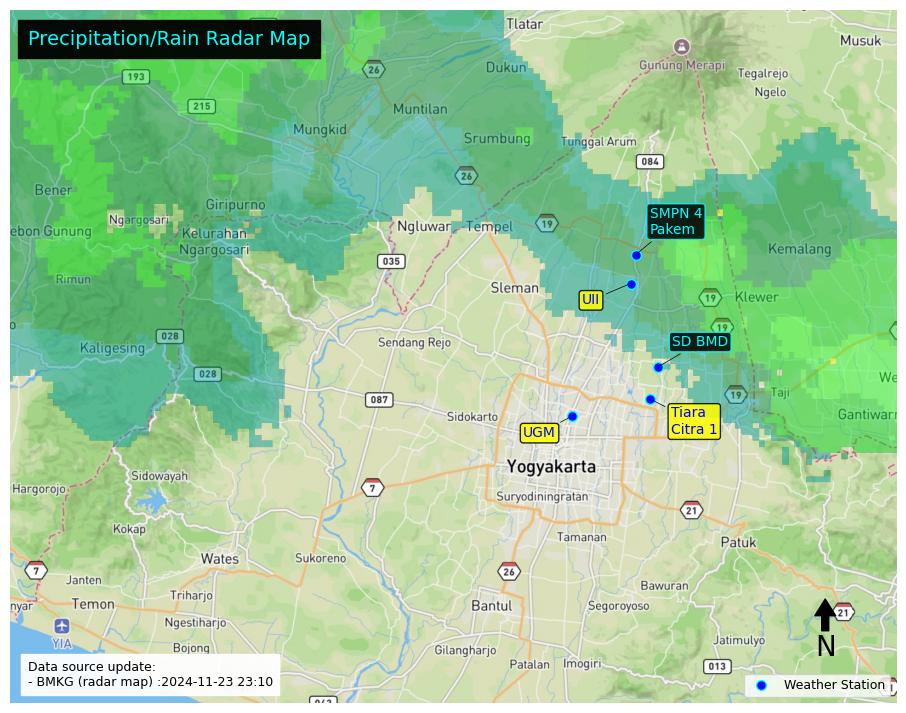 Precipitation/Rain Radar Map
Tlatar
Musuk
26
Dukun
Gunung Merapi
193
Tegalrejo
215
Ngelo
Muntilan
Mungkid
Srumbung
Tunggal Arum
084
26
Bener
Giripurno
Ngargosari
SMPN 4
Pakem
Ngluwar
Tempel
19
ebon Gunung
Kelurahan
Ngargosari
Kemalang
035
Rimun
Sleman
UII
19
Klewer
19
028
Sendang Rejo
SD BMD
Kaligesing
028
We
087
19
Taji
Sidokarto
Tiara
Citra 1
Gantiwar
UGM
Yogyakarta
Sidowayah
Hargorojo
7
Suryodiningratan
21
Kokap
Tamanan
Patuk
Wates
Sukoreno
7
26
Janten
Bawuran
Triharjo
nyar
Temon
Bantul
Segoroyoso
21
Ngestiharjo
YIA
N
Jatimulyo
Bojong
Gilangharjo
Patalan
Imogiri
013
Data source update:
- BMKG (radar map) :2024-11-23 23:10
Weather Station